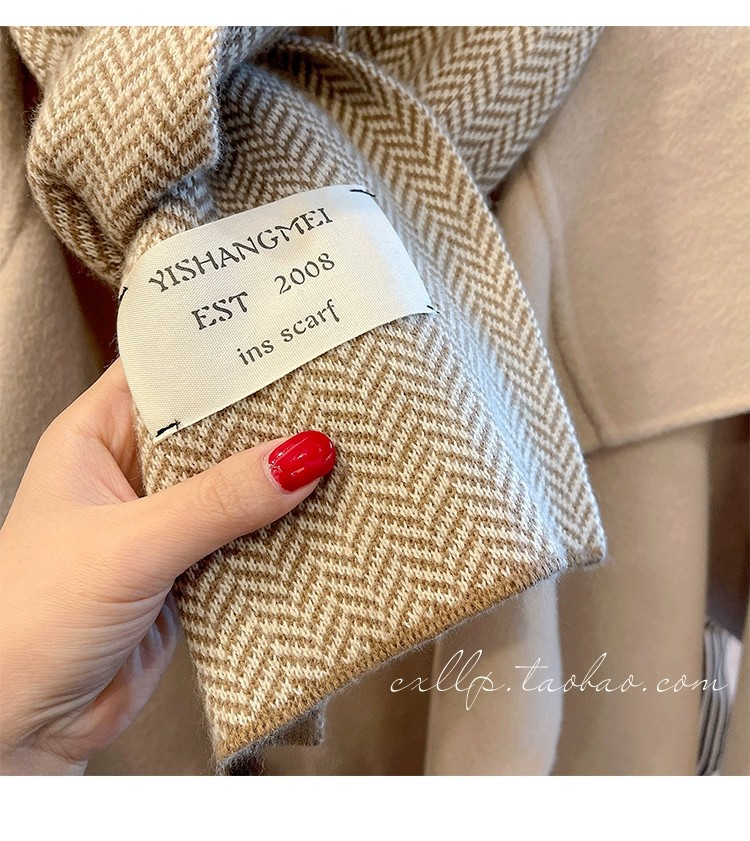 YISHANGMEI
EST 2008
ins scarf
cxllp.taobao.com